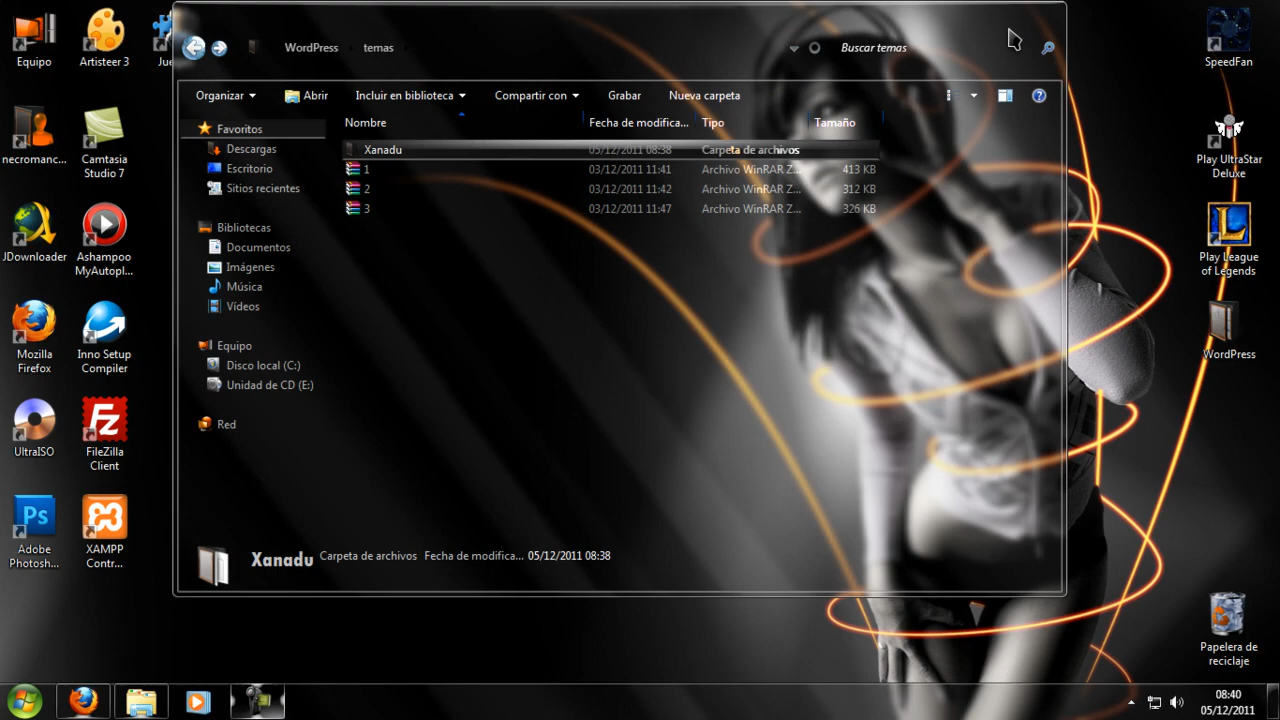 Equipo
Artisteer 3
necromanc...
Camtasia
Studio 7
JDownloader
Ashampoo
MyAutopl...
Mozilla
Firefox
Inno Setup
Compiler
UltraISO
FileZilla
Client
Adobe
Photosh...
XAMPP
Contr...
WordPress
temas
Buscar temas
Organizar
Abrir
Incluir en biblioteca
Compartir con
Grabar
Nueva carpeta
Favoritos
Descargas
Escritorio
Sitios recientes
Bibliotecas
Documentos
Imágenes
Música
Vídeos
Equipo
Disco local (C:)
Unidad de CD (E:)
Red
Nombre Fecha de modifica... Tipo Tamaño
Xanadu 05/12/2011 08:38 Carpeta de archivos
1 03/12/2011 11:41 Archivo WinRAR Z... 413 KB
2 03/12/2011 11:42 Archivo WinRAR Z... 312 KB
3 03/12/2011 11:47 Archivo WinRAR Z... 326 KB
Xanadu Carpeta de archivos Fecha de modifica... 05/12/2011 08:38
SpeedFan
Play UltraStar
Deluxe
Play League
of Legends
WordPress
Papelera de
reciclaje
08:40
05/12/2011